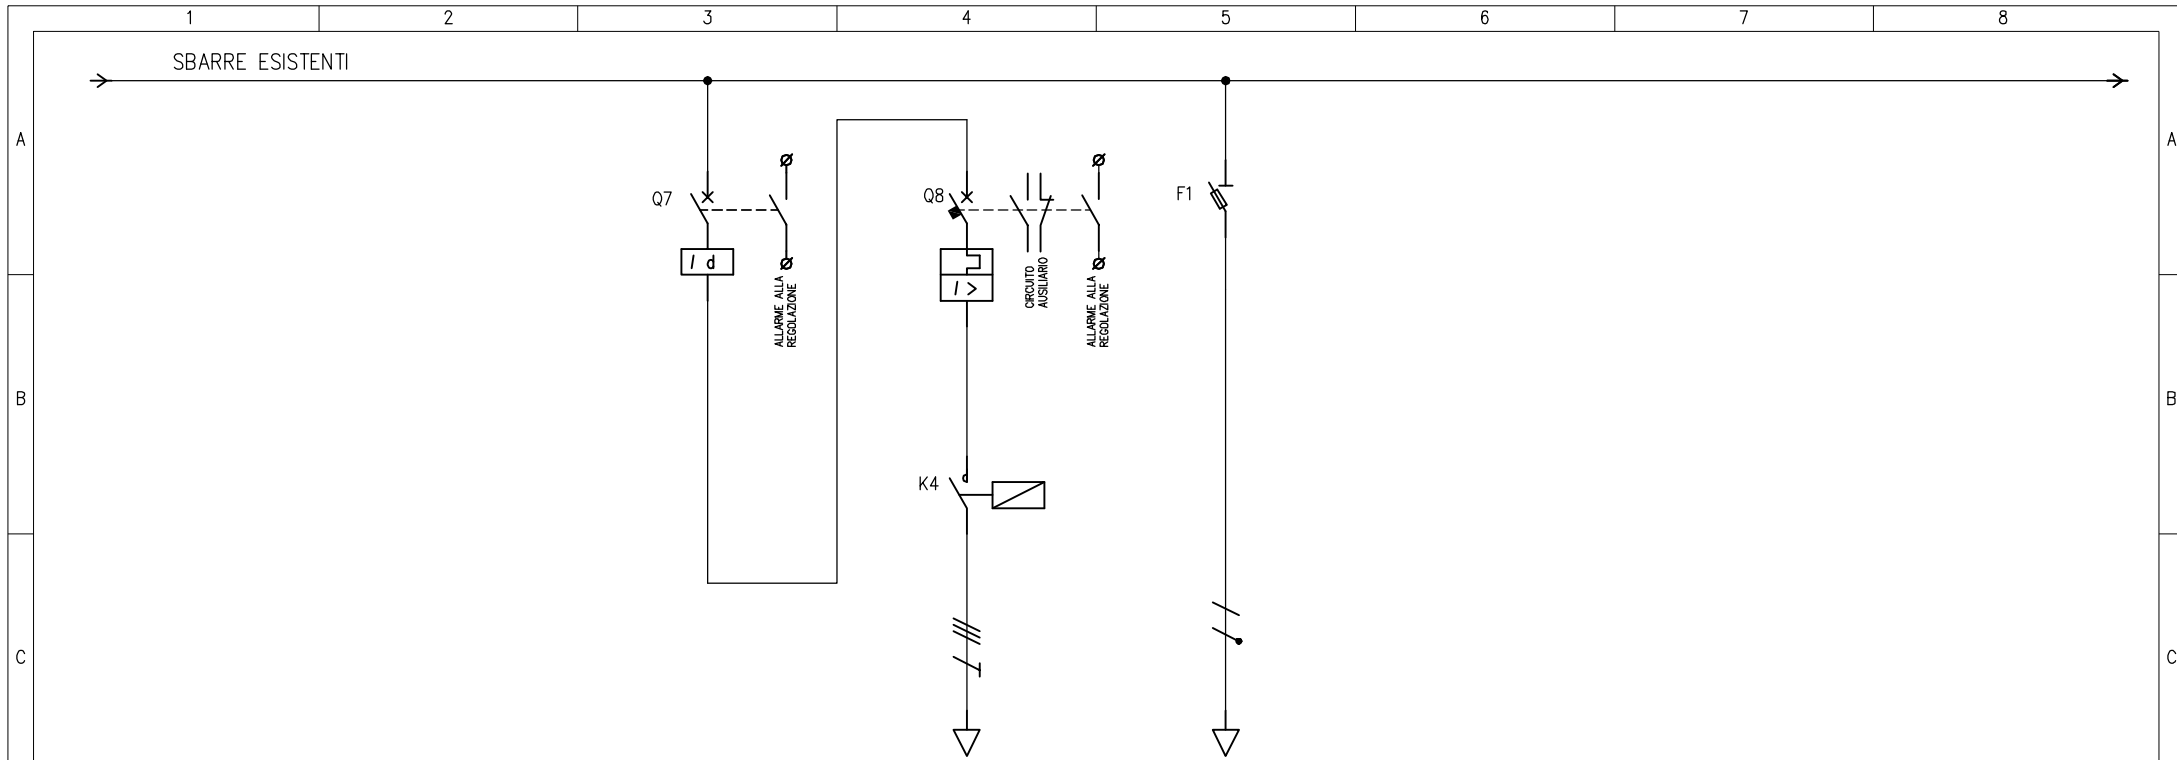 1 2 3 4 5 6 7 8
SBARRE ESISTENTI
A A
Q7
Q8
F1
I d
I >
CIRCUITO
AUSILIARIO
ALLARME ALLA
REGOLAZIONE
ALLARME ALLA
REGOLAZIONE
B B
K4
C C